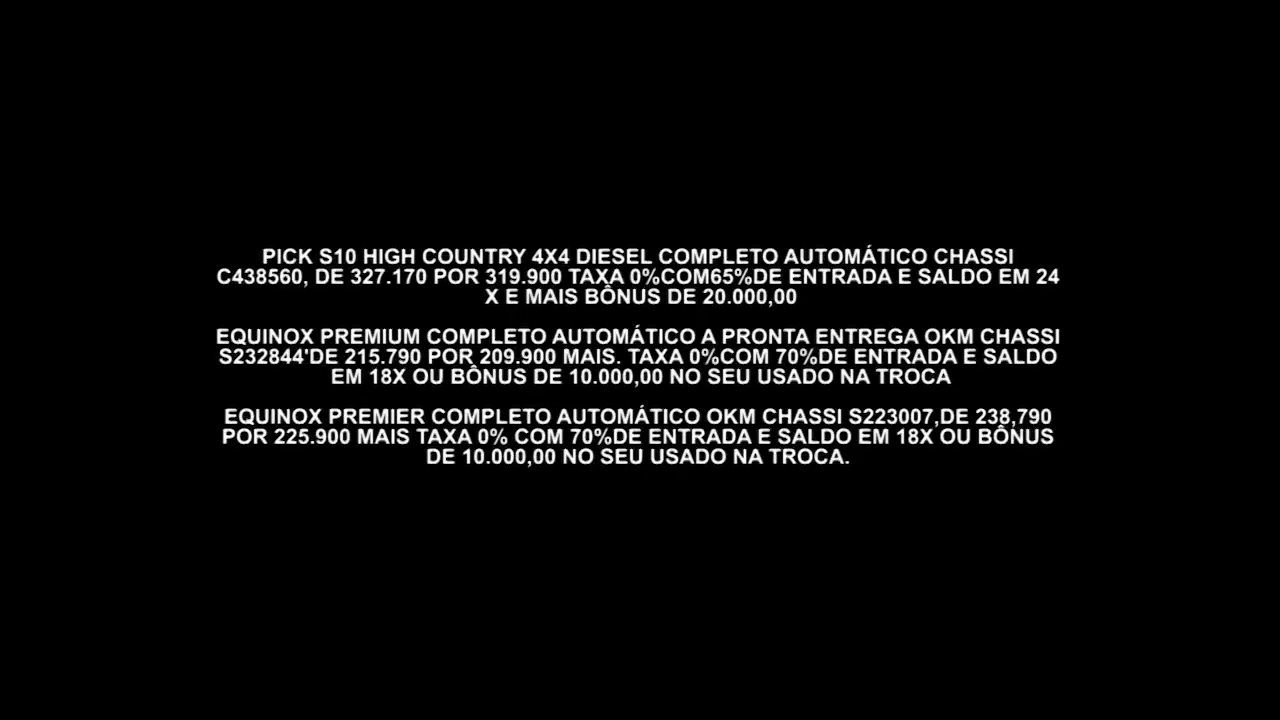 PICK S10 HIGH COUNTRY 4X4 DIESEL COMPLETO AUTOMÁTICO CHASSI
C438560, DE 327.170 POR 319.900 TAXA 0%COM65%DE ENTRADA E SALDO EM 24
X E MAIS BÔNUS DE 20.000,00
EQUINOX PREMIUM COMPLETO AUTOMÁTICO A PRONTA ENTREGA OKM CHASSI
S232844'DE 215.790 POR 209.900 MAIS. TAXA 0%COM 70%DE ENTRADA E SALDO
EM 18X OU BÔNUS DE 10.000,00 NO SEU USADO NA TROCA
EQUINOX PREMIER COMPLETO AUTOMÁTICO OKM CHASSI S223007,DE 238,790
POR 225.900 MAIS TAXA 0% COM 70%DE ENTRADA E SALDO EM 18X OU BÔNUS
DE 10.000,00 NO SEU USADO NA TROCA.